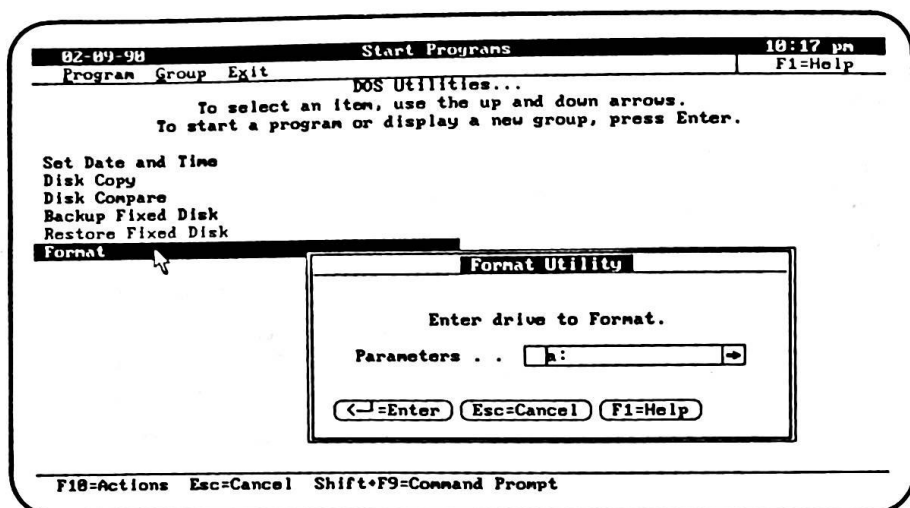 02-09-90 Start Programs 10:17 pm
Program Group Exit F1=Help
DOS Utilities...
To select an item, use the up and down arrows.
To start a program or display a new group, press Enter.
Set Date and Time
Disk Copy
Disk Compare
Backup Fixed Disk
Restore Fixed Disk
Format
Format Utility
Enter drive to Format.
Parameters . . a: →
<─┘=Enter Esc=Cancel F1=Help
F10=Actions Esc=Cancel Shift+F9=Command Prompt